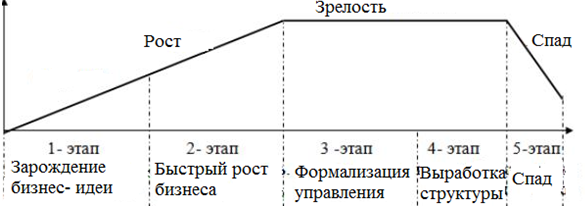 Зрелость
Рост
Спад
1- этап
2- этап
3 -этап
4- этап
5-этап
Зарождение
бизнес- идеи
Быстрый рост
бизнеса
Формализация
управления
Выработка
структуры
Спад